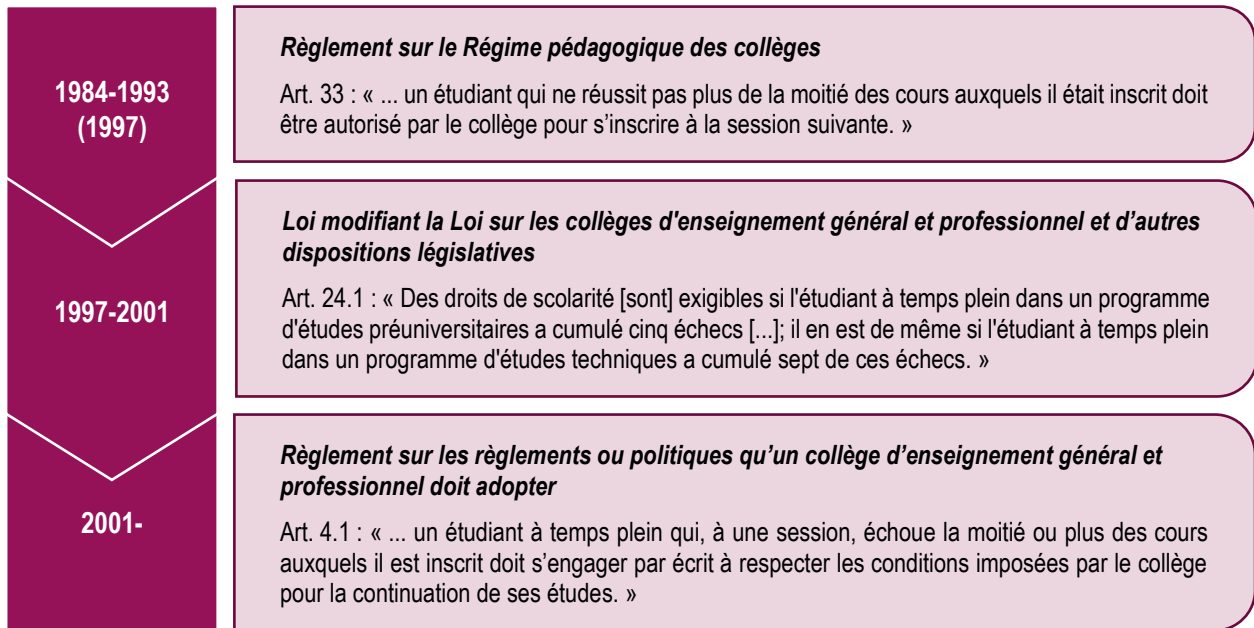 1984-1993
(1997)
Règlement sur le Régime pédagogique des collèges
Art. 33 : « ... un étudiant qui ne réussit pas plus de la moitié des cours auxquels il était inscrit doit
être autorisé par le collège pour s’inscrire à la session suivante. »
1997-2001
Loi modifiant la Loi sur les collèges d'enseignement général et professionnel et d’autres
dispositions législatives
Art. 24.1 : « Des droits de scolarité [sont] exigibles si l'étudiant à temps plein dans un programme
d'études préuniversitaires a cumulé cinq échecs [...]; il en est de même si l'étudiant à temps plein
dans un programme d'études techniques a cumulé sept de ces échecs. »
2001-
Règlement sur les règlements ou politiques qu’un collège d’enseignement général et
professionnel doit adopter
Art. 4.1 : « ... un étudiant à temps plein qui, à une session, échoue la moitié ou plus des cours
auxquels il est inscrit doit s’engager par écrit à respecter les conditions imposées par le collège
pour la continuation de ses études. »